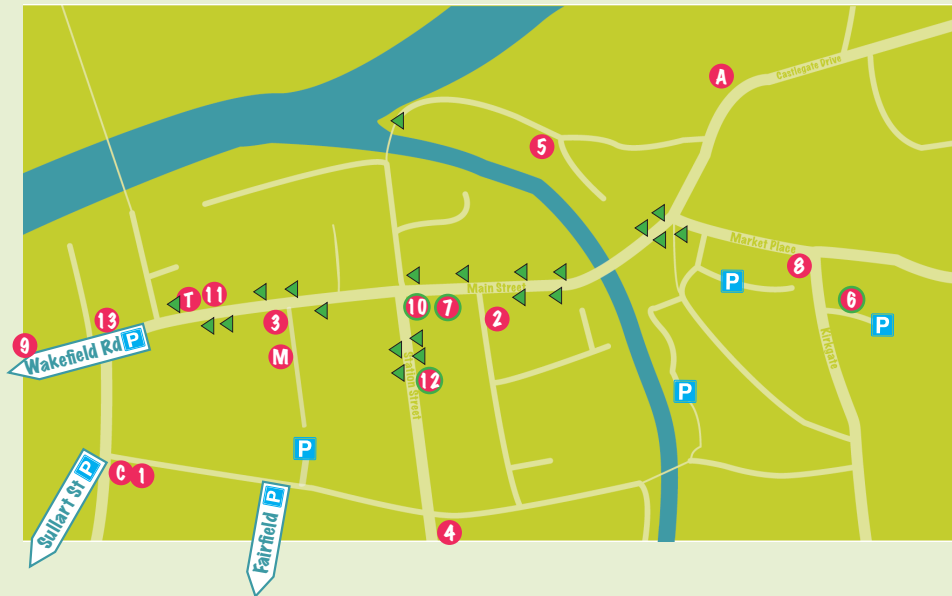 A
Castlegate Drive
5
Market Place
8
P
6
P
Kirkgate
T
11
Main Street
10
7
2
3
13
9
Wakefield Rd P
M
Station Street
12
P
P
C
1
Sullart St P
Fairfield P
4